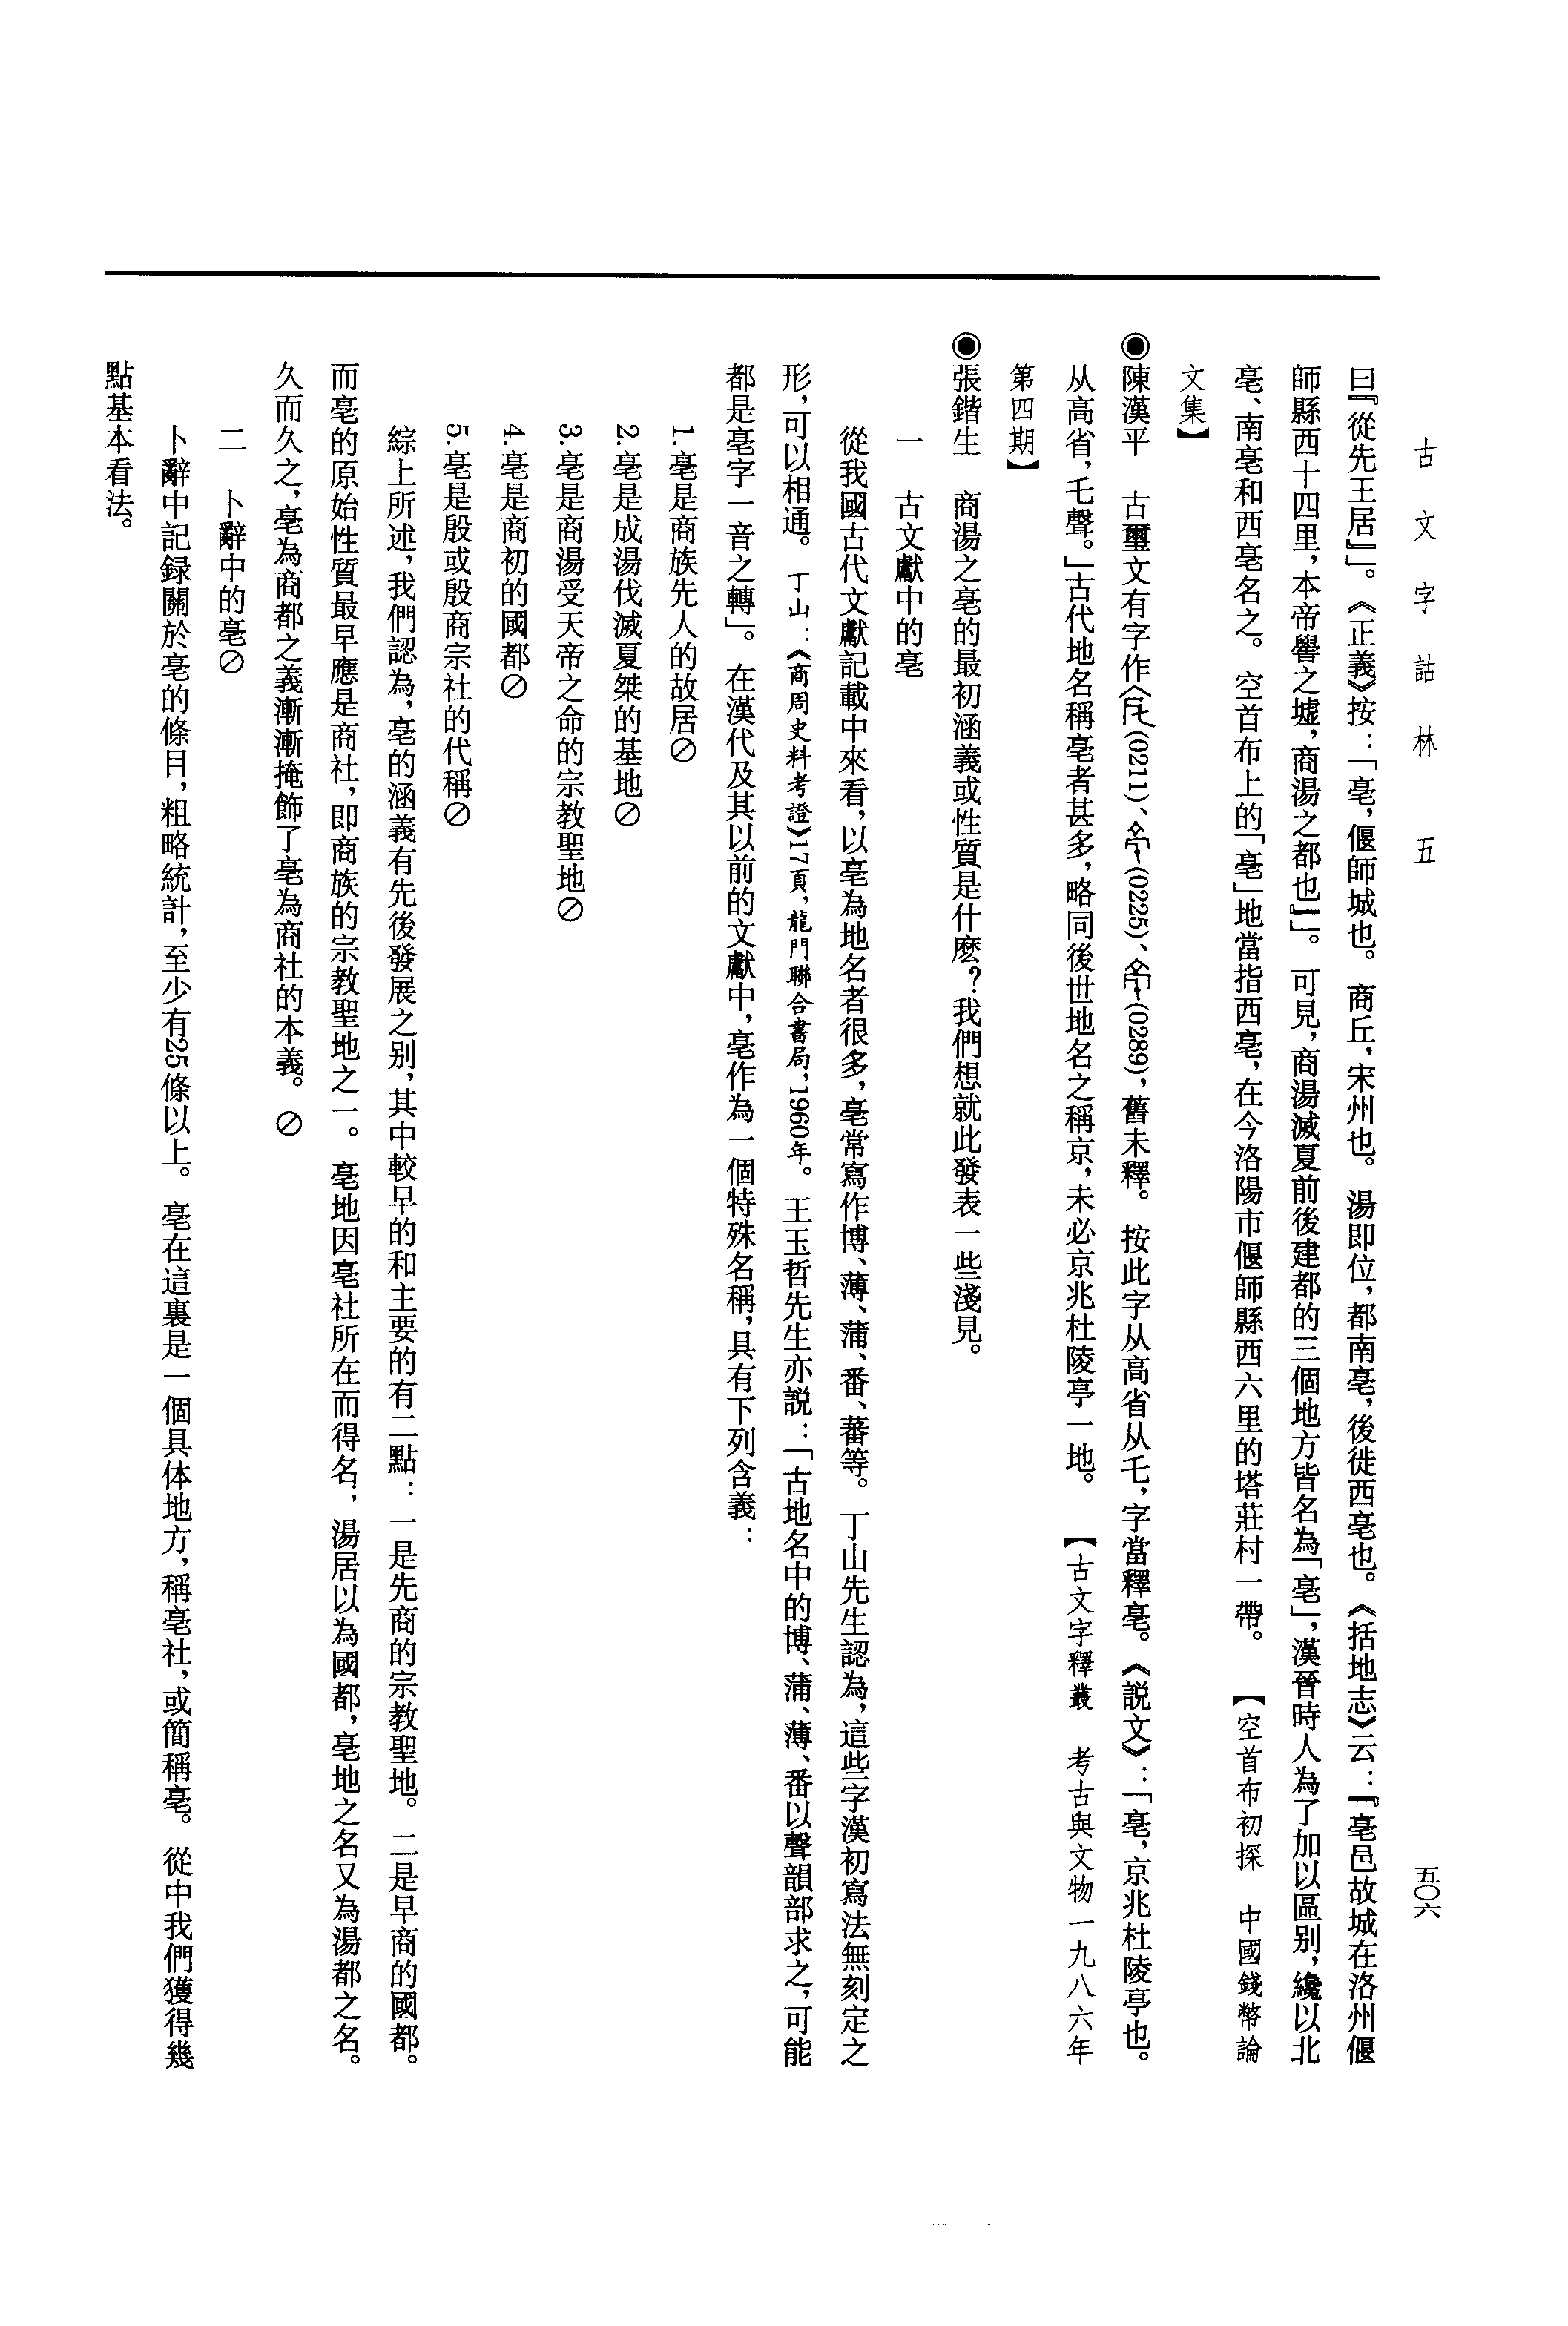 古文字詁林 五
五〇六
曰『從先王居』」。《正義》按：「亳，偃師城也。商丘，宋州也。湯即位，都南亳，後徙西亳也。《括地志》云：『亳邑故城在洛州偃
師縣西十四里，本帝嚳之墟，商湯之都也』」。可見，商湯滅夏前後建都的三個地方皆名為「亳」，漢晉時人為了加以區別，纔以北
亳、南亳和西亳名之。空首布上的「亳」地當指西亳，在今洛陽市偃師縣西六里的塔莊村一帶。 【空首布初探 中國錢幣論
文集】
◉陳漢平 古璽文有字作(0211)、(0225)、(0289)，舊未釋。按此字从高省从乇，字當釋亳。《説文》：「亳，京兆杜陵亭也。
从高省，乇聲。」古代地名稱亳者甚多，略同後世地名之稱京，未必京兆杜陵亭一地。 【古文字釋叢 考古與文物一九八六年
第四期】
◉張鍇生 商湯之亳的最初涵義或性質是什麽？我們想就此發表一些淺見。
一 古文獻中的亳
從我國古代文獻記載中來看，以亳為地名者很多，亳常寫作博、薄、蒲、番、蕃等。丁山先生認為，這些字漢初寫法無刻定之
形，可以相通。丁山：《商周史料考證》17頁，龍門聯合書局，1960年。王玉哲先生亦説：「古地名中的博、蒲、薄、番以聲韻部求之，可能
都是亳字一音之轉」。在漢代及其以前的文獻中，亳作為一個特殊名稱，具有下列含義：
1.亳是商族先人的故居⊘
2.亳是成湯伐滅夏桀的基地⊘
3.亳是商湯受天帝之命的宗教聖地⊘
4.亳是商初的國都⊘
5.亳是殷或殷商宗社的代稱⊘
綜上所述，我們認為，亳的涵義有先後發展之别，其中較早的和主要的有二點：一是先商的宗教聖地。二是早商的國都。
而亳的原始性質最早應是商社，即商族的宗教聖地之一。亳地因亳社所在而得名，湯居以為國都，亳地之名又為湯都之名。
久而久之，亳為商都之義漸漸掩飾了亳為商社的本義。⊘
二 卜辭中的亳⊘
卜辭中記録關於亳的條目，粗略統計，至少有25條以上。亳在這裏是一個具体地方，稱亳社，或簡稱亳。從中我們獲得幾
點基本看法。